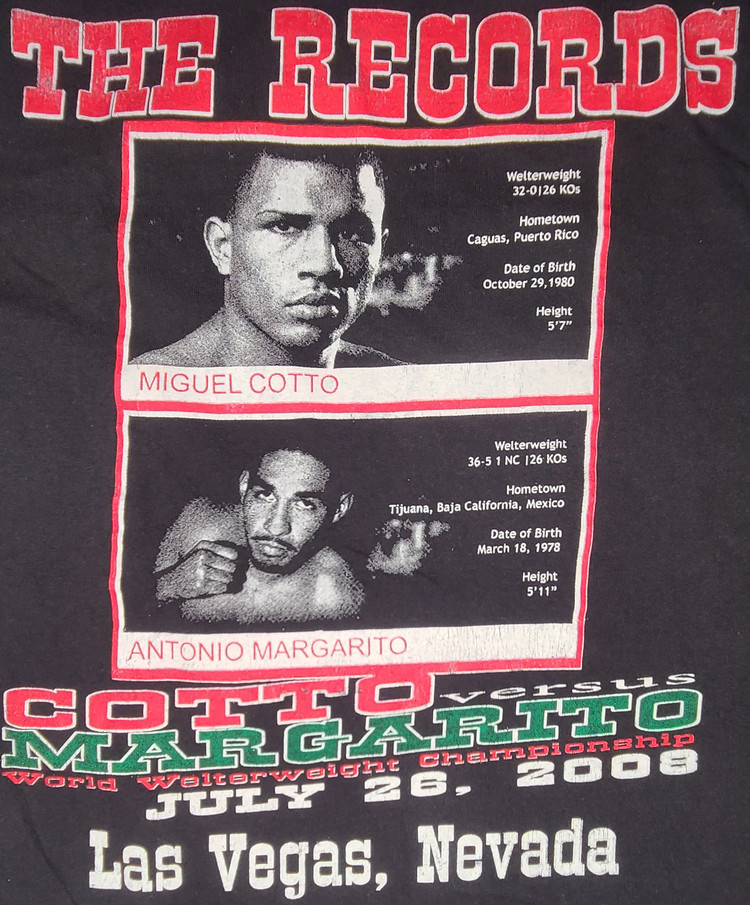 THE RECORDS
Welterweight
32-0|26 KOs
Hometown
Caguas, Puerto Rico
Date of Birth
October 29,1980
Height
5'7"
MIGUEL COTTO
Welterweight
36-5 1 NC |26 KOs
Hometown
Tijuana, Baja California, Mexico
Date of Birth
March 18, 1978
Height
5'11"
ANTONIO MARGARITO
COTTO versus
MARGARITO
World Welterweight Championship
JULY 26, 2008
Las Vegas, Nevada